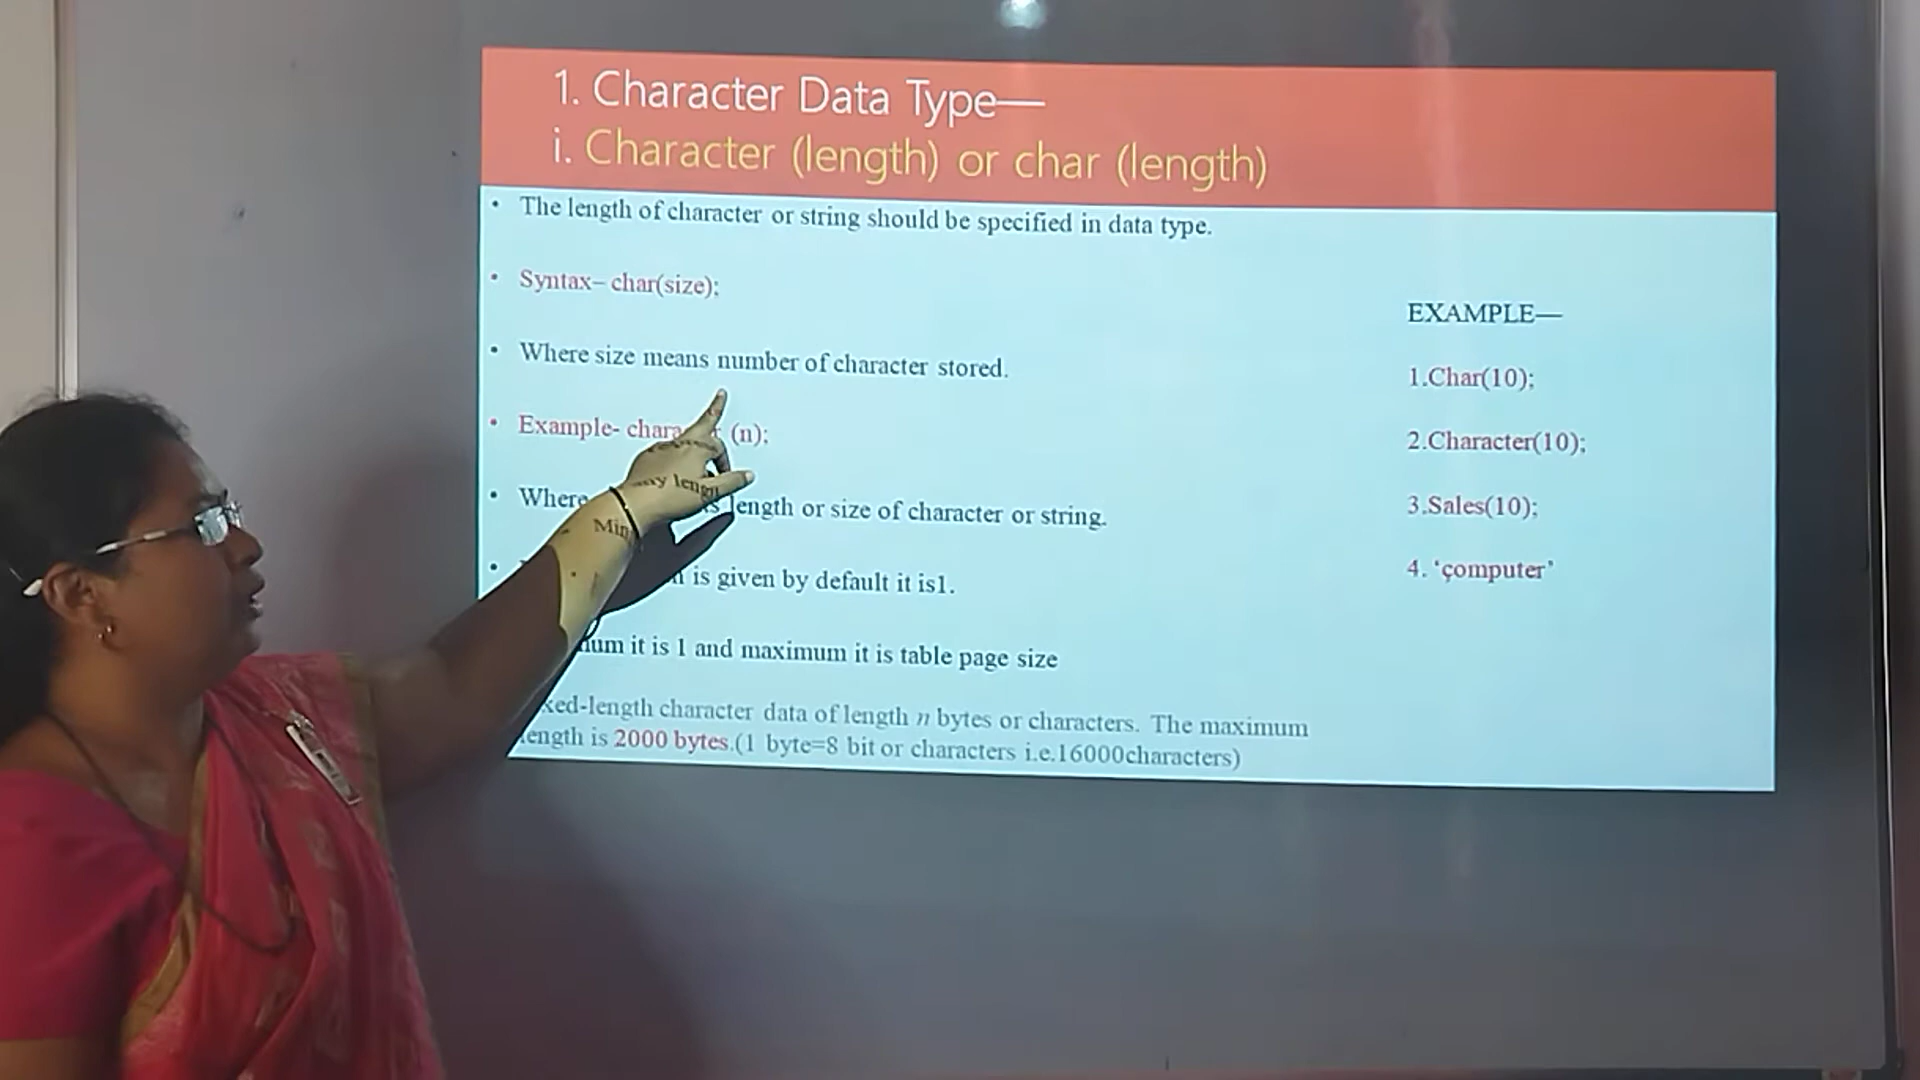 1. Character Data Type—
i. Character (length) or char (length)
• The length of character or string should be specified in data type.
• Syntax– char(size);
• Where size means number of character stored.
• Example- (n);
• Where length or size of character or string.
• is given by default it is1.
it is 1 and maximum it is table page size
-length character data of length n bytes or characters. The maximum
is 2000 bytes.(1 byte=8 bit or characters i.e.16000characters)
EXAMPLE—
1.Char(10);
2.Character(10);
3.Sales(10);
4. ‘computer’